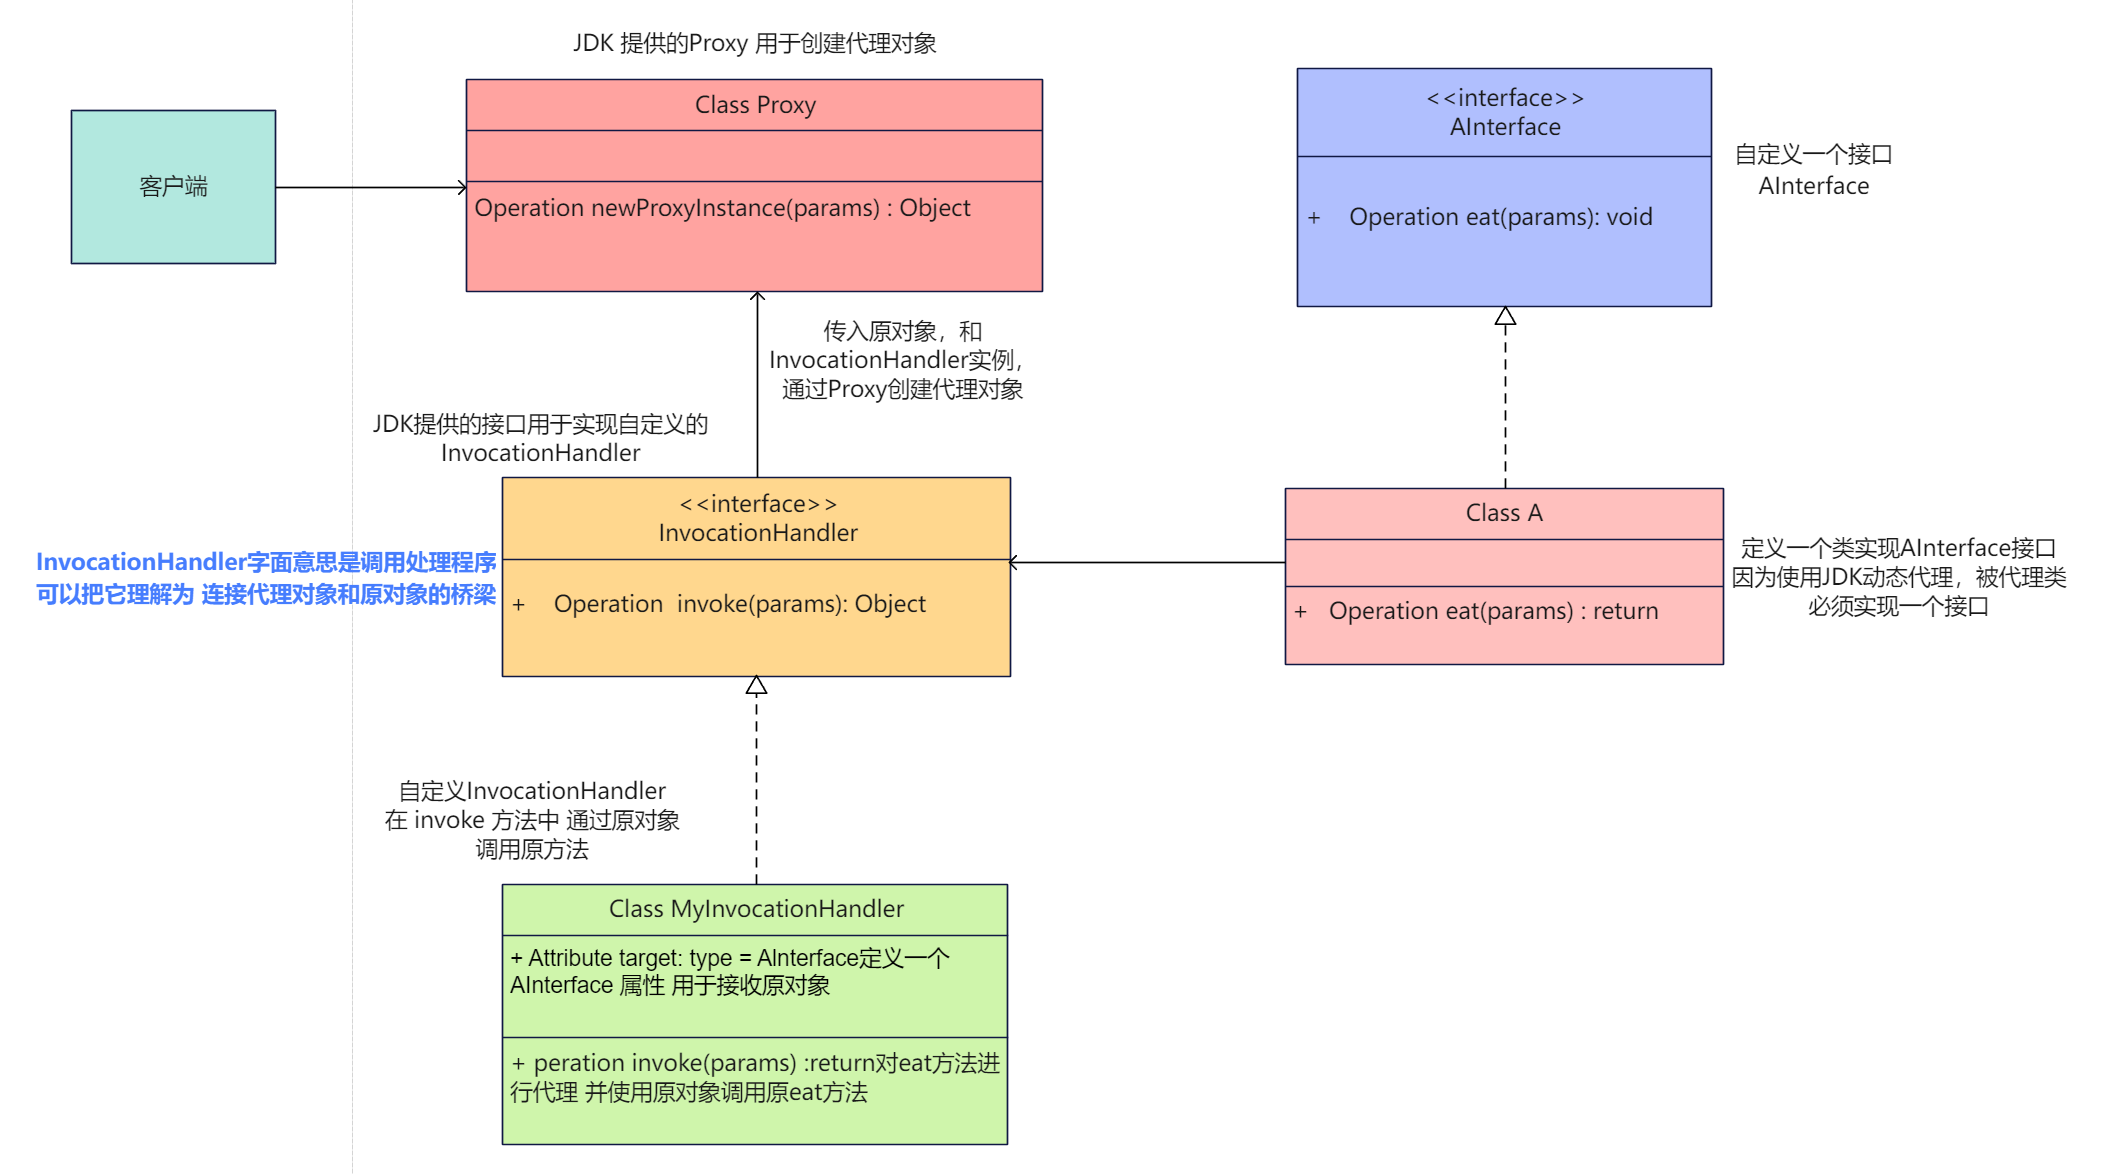 JDK 提供的Proxy 用于创建代理对象
客户端
Class Proxy
Operation newProxyInstance(params) : Object
<<interface>>
AInterface
+ Operation eat(params): void
自定义一个接口
AInterface
传入原对象，和
InvocationHandler实例，
通过Proxy创建代理对象
JDK提供的接口用于实现自定义的
InvocationHandler
<<interface>>
InvocationHandler
+ Operation invoke(params): Object
InvocationHandler字面意思是调用处理程序
可以把它理解为 连接代理对象和原对象的桥梁
Class A
+ Operation eat(params) : return
定义一个类实现AInterface接口
因为使用JDK动态代理，被代理类
必须实现一个接口
自定义InvocationHandler
在 invoke 方法中 通过原对象
调用原方法
Class MyInvocationHandler
+ Attribute target: type = AInterface定义一个
AInterface 属性 用于接收原对象
+ peration invoke(params) :return对eat方法进
行代理 并使用原对象调用原eat方法